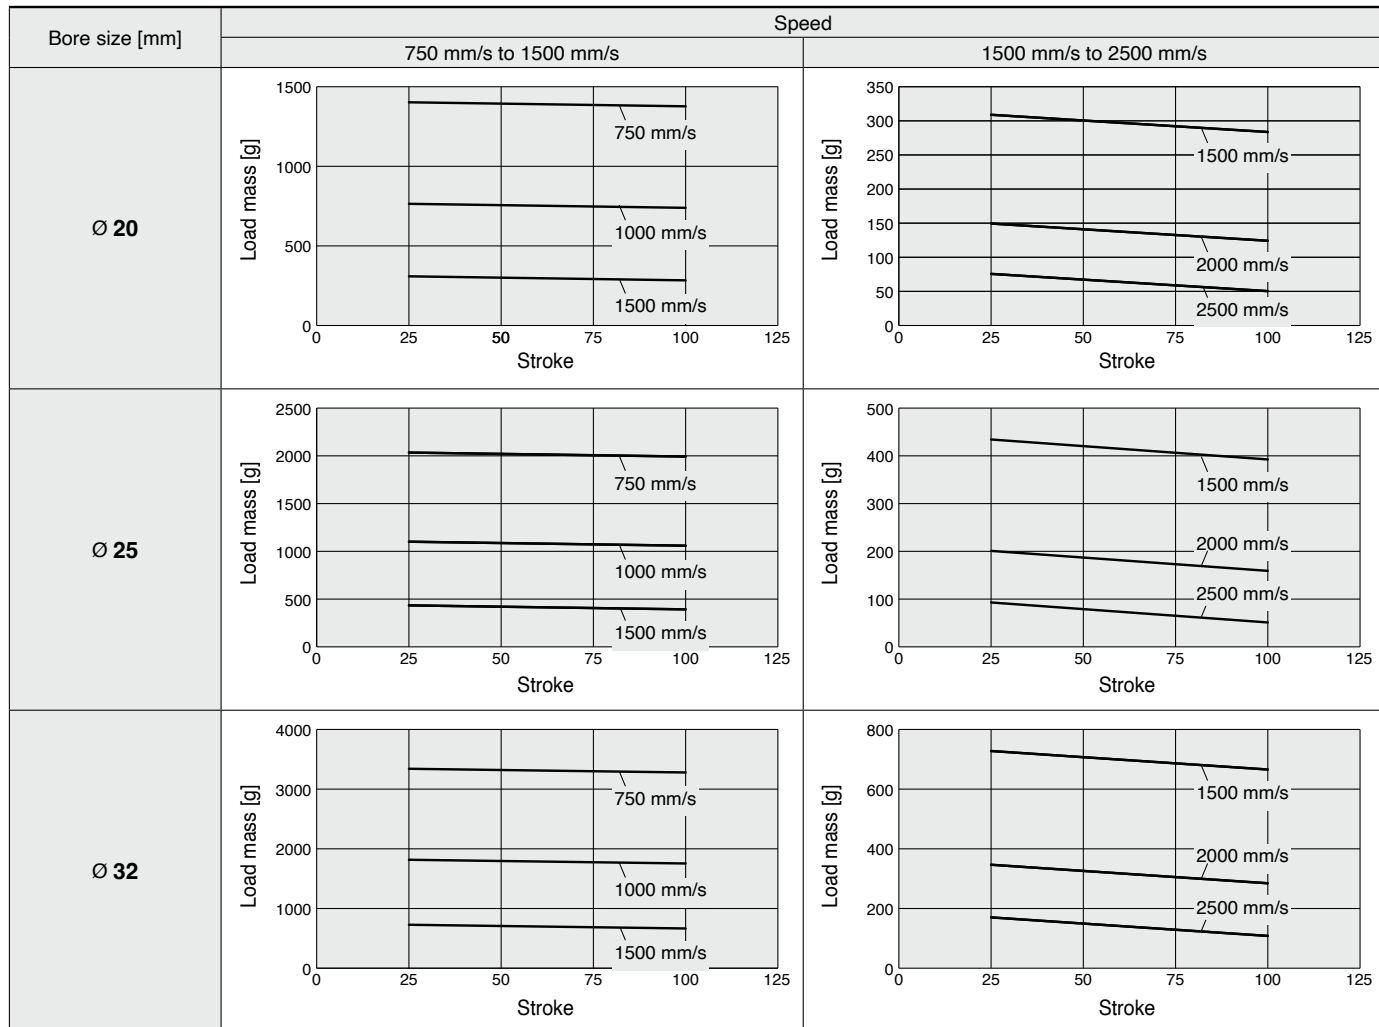 Bore size [mm]
Speed
750 mm/s to 1500 mm/s
1500 mm/s to 2500 mm/s
Ø 20
Load mass [g]
1500
1000
500
0
750 mm/s
1000 mm/s
1500 mm/s
0 25 50 75 100 125
Stroke
Load mass [g]
350
300
250
200
150
100
50
0
1500 mm/s
2000 mm/s
2500 mm/s
0 25 50 75 100 125
Stroke
Ø 25
Load mass [g]
2500
2000
1500
1000
500
0
750 mm/s
1000 mm/s
1500 mm/s
0 25 50 75 100 125
Stroke
Load mass [g]
500
400
300
200
100
0
1500 mm/s
2000 mm/s
2500 mm/s
0 25 50 75 100 125
Stroke
Ø 32
Load mass [g]
4000
3000
2000
1000
0
750 mm/s
1000 mm/s
1500 mm/s
0 25 50 75 100 125
Stroke
Load mass [g]
800
600
400
200
0
1500 mm/s
2000 mm/s
2500 mm/s
0 25 50 75 100 125
Stroke